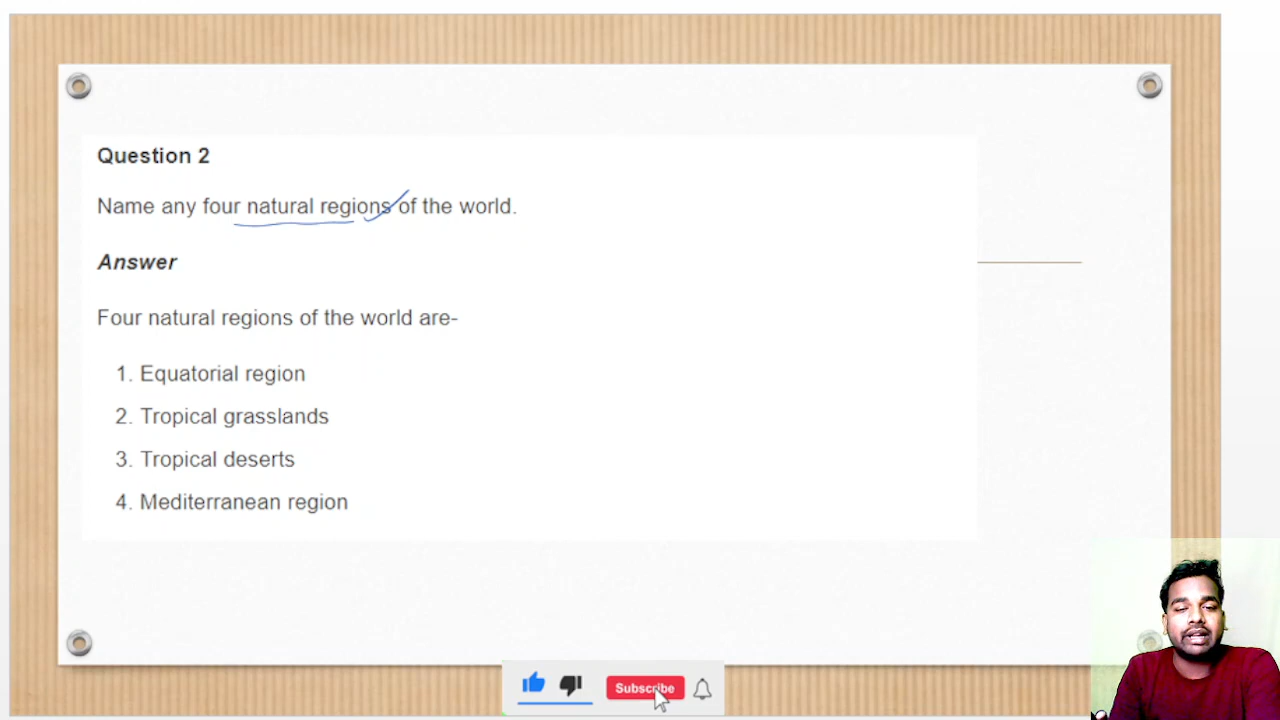 Question 2
Name any four natural regions of the world.
Answer
Four natural regions of the world are-
1. Equatorial region
2. Tropical grasslands
3. Tropical deserts
4. Mediterranean region
Subscribe